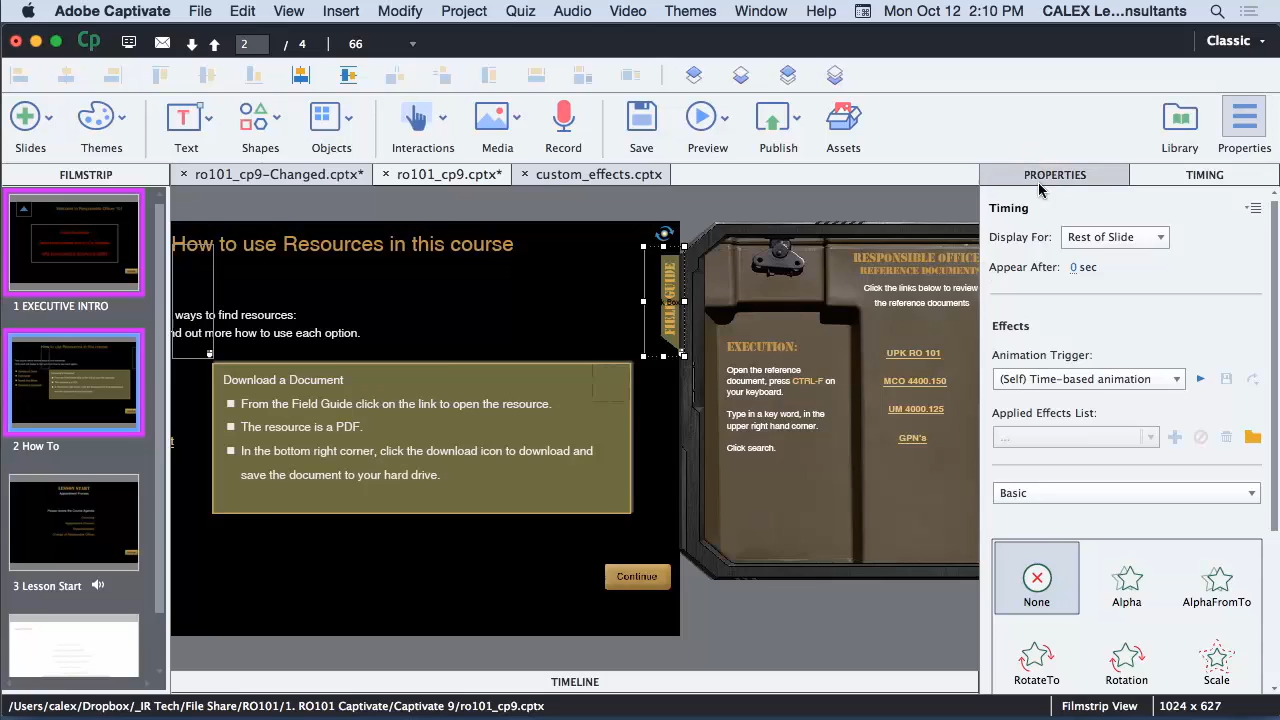 Adobe Captivate File Edit View Insert Modify Project Quiz Audio Video Themes Window Help Mon Oct 12 2:10 PM CALEX Le...nsultants
Cp 2 / 4 66 Classic
Slides Themes Text Shapes Objects Interactions Media Record Save Preview Publish Assets Library Properties
FILMSTRIP × ro101_cp9-Changed.cptx* × ro101_cp9.cptx* × custom_effects.cptx PROPERTIES TIMING
1 EXECUTIVE INTRO
2 How To
LESSON START
3 Lesson Start
How to use Resources in this cour
ways to find resources:
nd out more how to use each option.
FIELD GUIDE
Download a Document
From the Field Guide click on the link to open the resource.
The resource is a PDF.
In the bottom right corner, click the download icon to download and
save the document to your hard drive.
Continue
RESPONSIBLE OFFICE
REFERENCE DOCUMENTS
Click the links below to review
the reference documents
EXECUTION:
Open the reference
document, press CTRL-F on
your keyboard.
Type in a key word, in the
upper right hand corner.
Click search.
UPK RO 101
MCO 4400.150
UM 4000.125
GPN's
Timing
Display For: Rest of Slide
Appear After: 0 sec
Effects
Animation Trigger:
(Self) Time-based animation
Applied Effects List:
...
Basic
None Alpha AlphaFromTo
RotateTo Rotation Scale
TIMELINE
/Users/calex/Dropbox/_IR Tech/File Share/RO101/1. RO101 Captivate/Captivate 9/ro101_cp9.cptx Filmstrip View 1024 x 627